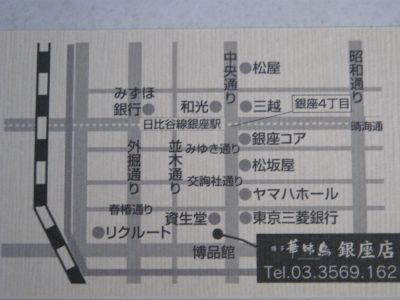 松屋
中央通り
昭和通り
みずほ
銀行
和光
三越
銀座4丁目
日比谷線銀座駅
晴海通
外堀通り
並木通り
みゆき通り
銀座コア
松坂屋
交詢社通り
ヤマハホール
春椿通り
資生堂
東京三菱銀行
リクルート
博品館
華姉妹 銀座店
Tel.03.3569.162